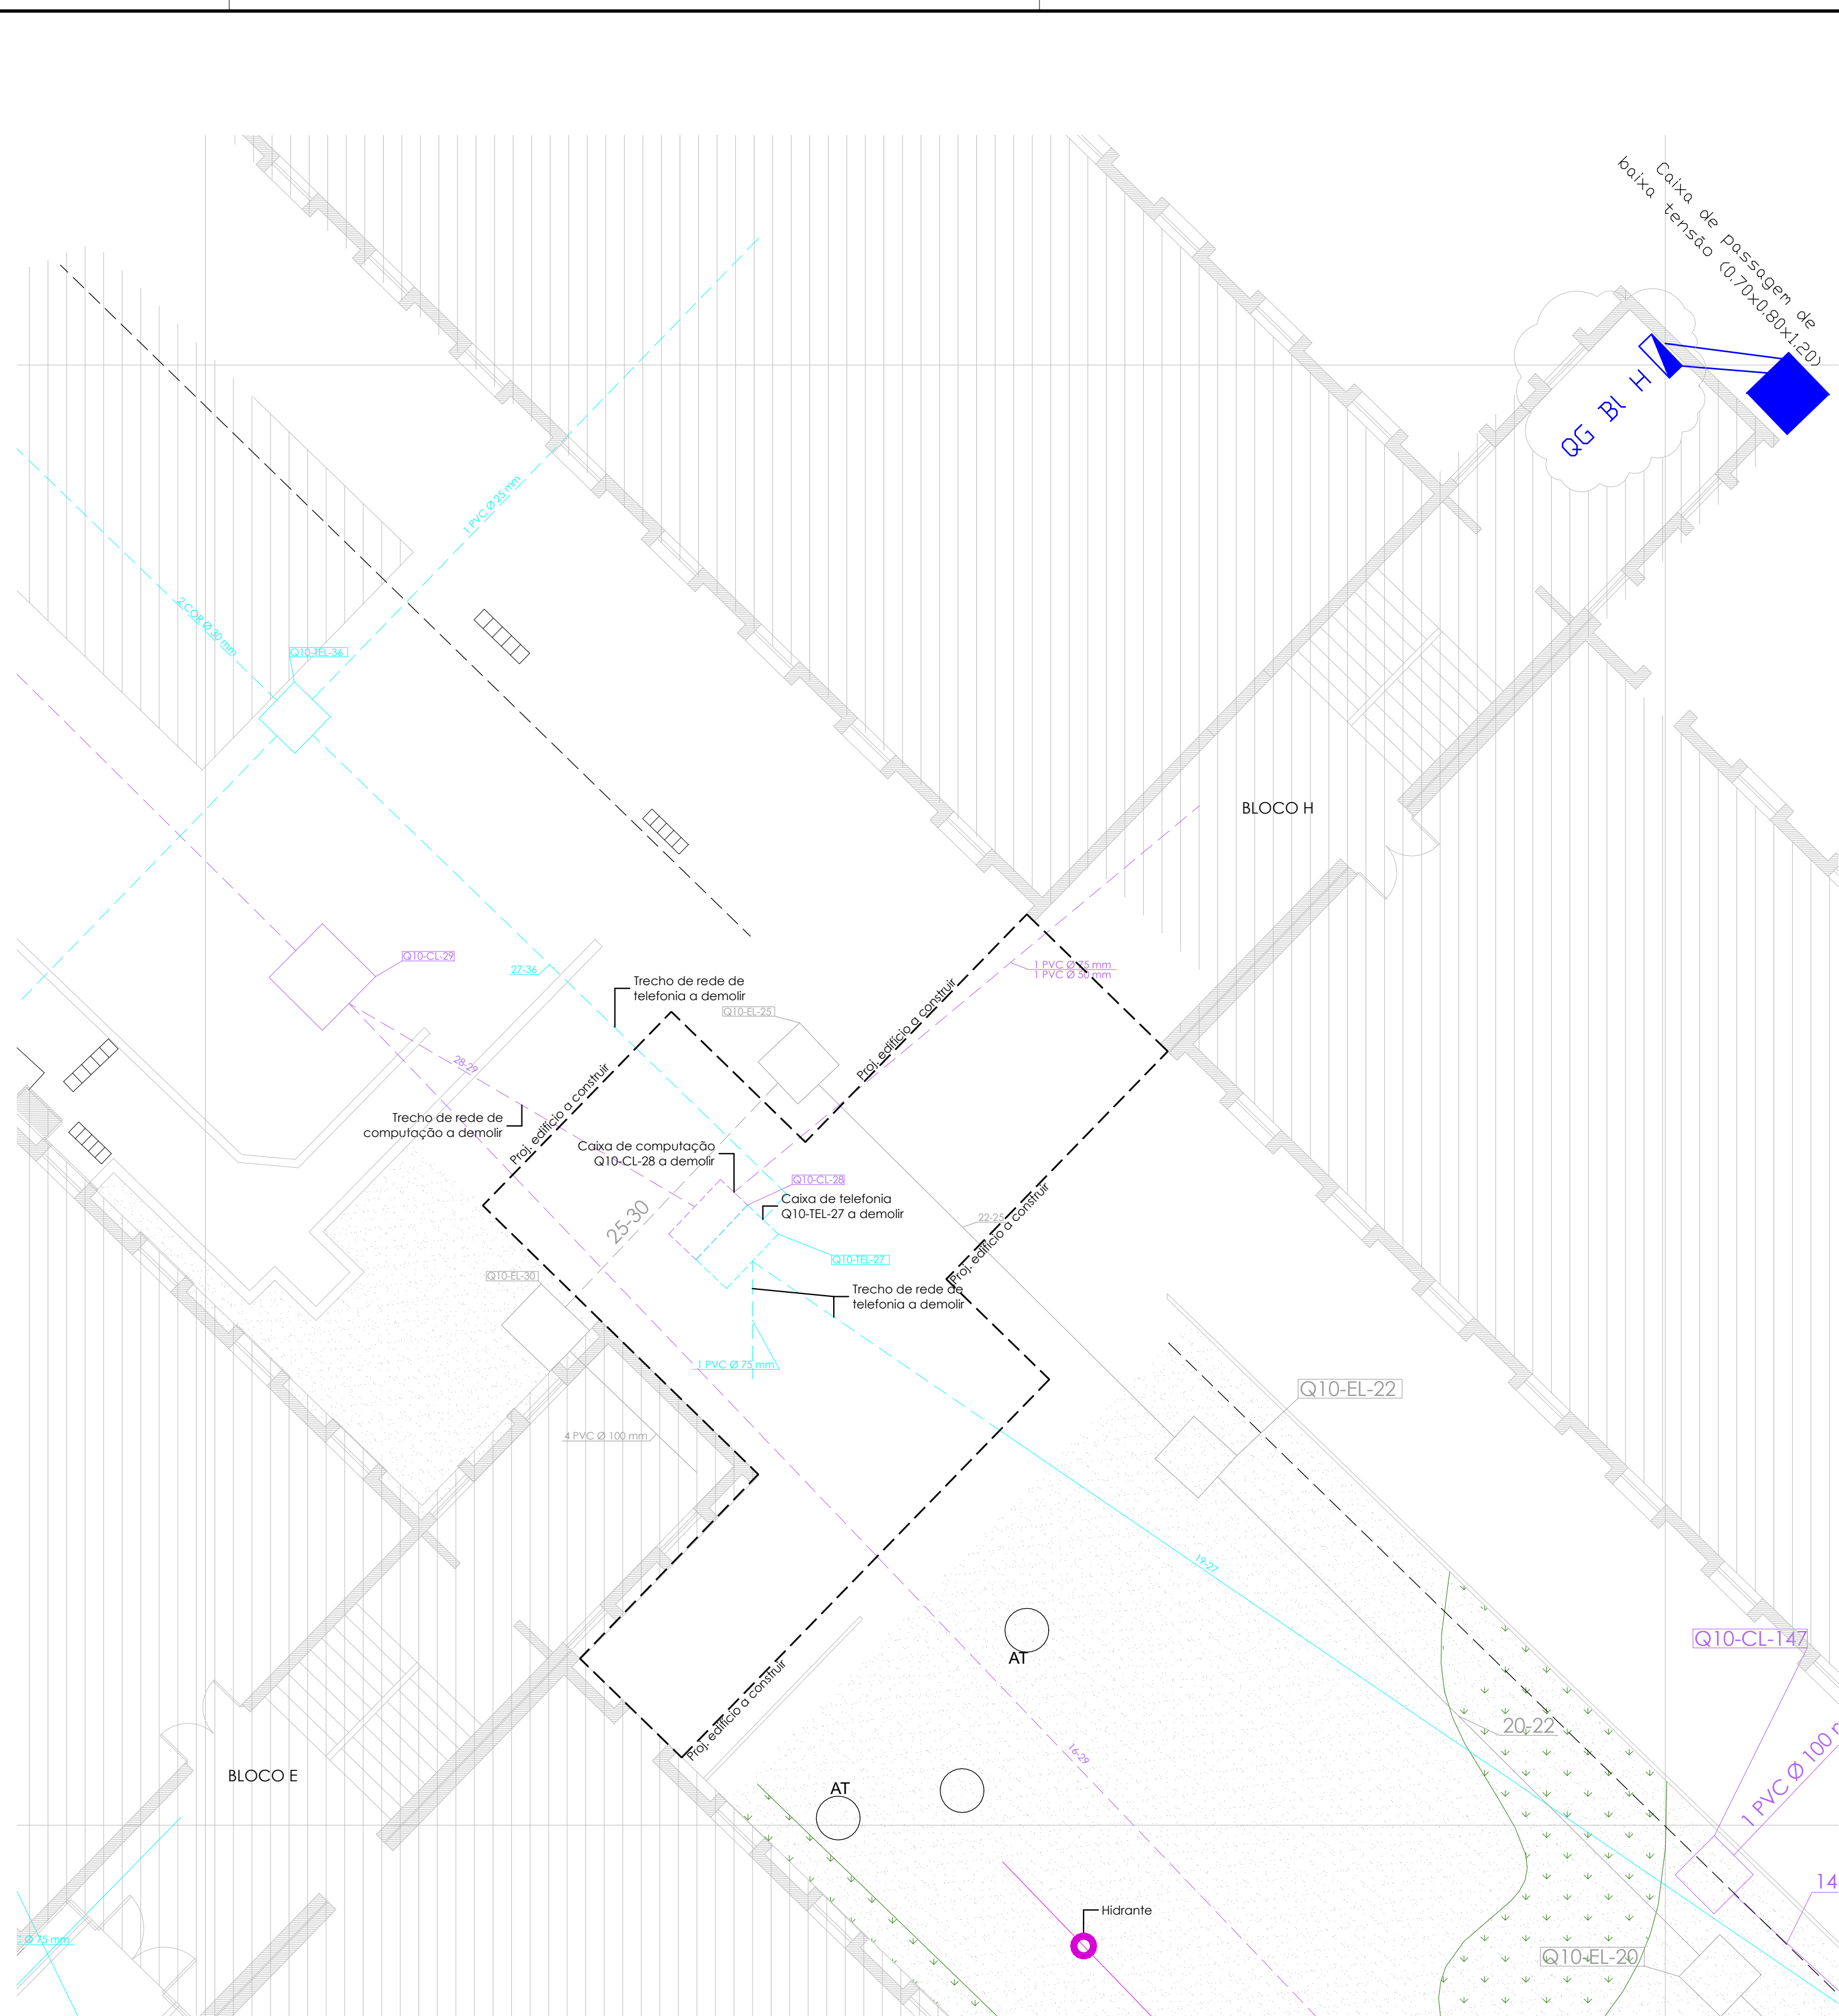 Caixa de passagem de
baixa tensão (0.70x0.80x1.20)
QG Bl H
1 PVC Ø 25 mm
2 COR Ø 30 mm
Q10-TEL-36
BLOCO H
Q10-CL-29
27-36
1 PVC Ø 75 mm
1 PVC Ø 50 mm
Trecho de rede de
telefonia a demolir
Q10-EL-25
Proj. edifício a construir
28-29
Proj. edifício a construir
Trecho de rede de
computação a demolir
Caixa de computação
Q10-CL-28 a demolir
Q10-CL-28
Caixa de telefonia
Q10-TEL-27 a demolir
25-30
22-25
Proj. edifício a construir
Q10-TEL-27
Q10-EL-30
Trecho de rede de
telefonia a demolir
1 PVC Ø 75 mm
Q10-EL-22
4 PVC Ø 100 mm
19-27
AT
Q10-CL-147
Proj. edifício a construir
20-22
16-29
1 PVC Ø 100
BLOCO E
AT
14
Hidrante
Ø 75 mm
Q10-EL-20